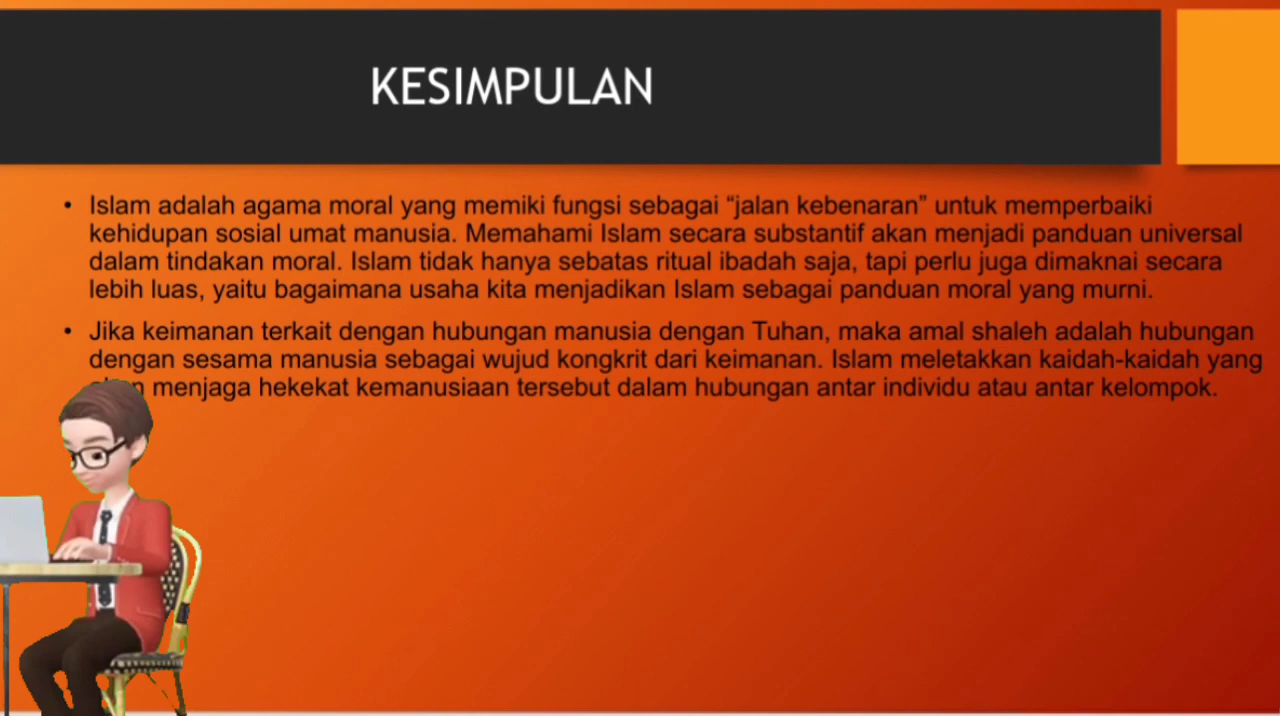 KESIMPULAN
• Islam adalah agama moral yang memiki fungsi sebagai “jalan kebenaran” untuk memperbaiki
kehidupan sosial umat manusia. Memahami Islam secara substantif akan menjadi panduan universal
dalam tindakan moral. Islam tidak hanya sebatas ritual ibadah saja, tapi perlu juga dimaknai secara
lebih luas, yaitu bagaimana usaha kita menjadikan Islam sebagai panduan moral yang murni.
• Jika keimanan terkait dengan hubungan manusia dengan Tuhan, maka amal shaleh adalah hubungan
dengan sesama manusia sebagai wujud kongkrit dari keimanan. Islam meletakkan kaidah-kaidah yang
menjaga hekekat kemanusiaan tersebut dalam hubungan antar individu atau antar kelompok.